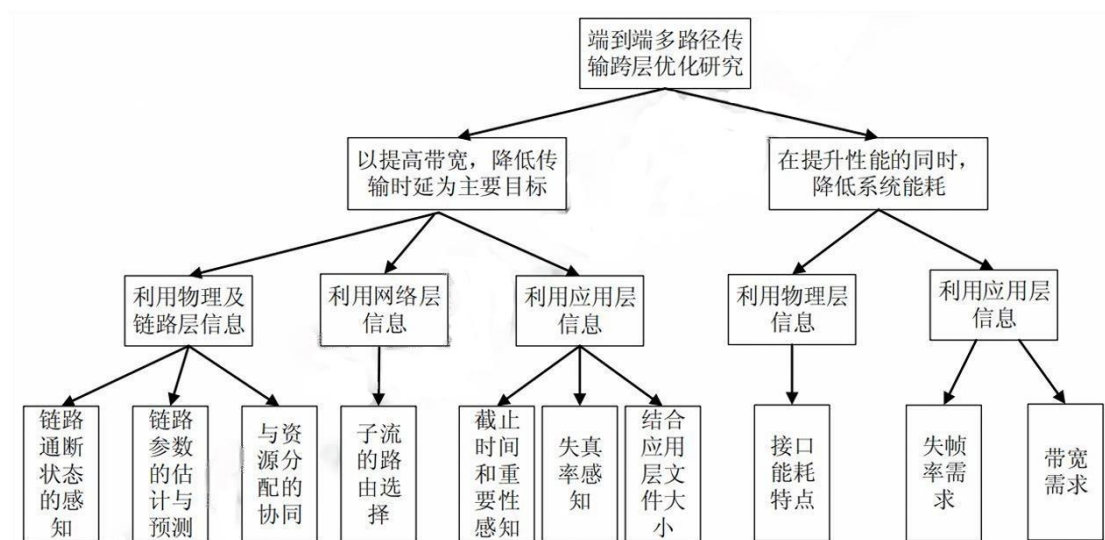 端到端多路径传
输跨层优化研究
以提高带宽，降低传
输时延为主要目标
在提升性能的同时，
降低系统能耗
利用物理及
链路层信息
利用网络层
信息
利用应用层
信息
利用物理层
信息
利用应用层
信息
链路
通断
状态
的感
知
链路
参数
的估
计与
预测
与资
源分
配的
协同
子流
的路
由选
择
截止
时间
和重
要性
感知
失真
率感
知
结合
应用
层文
件大
小
接口
能耗
特点
失帧
率需
求
带宽
需求